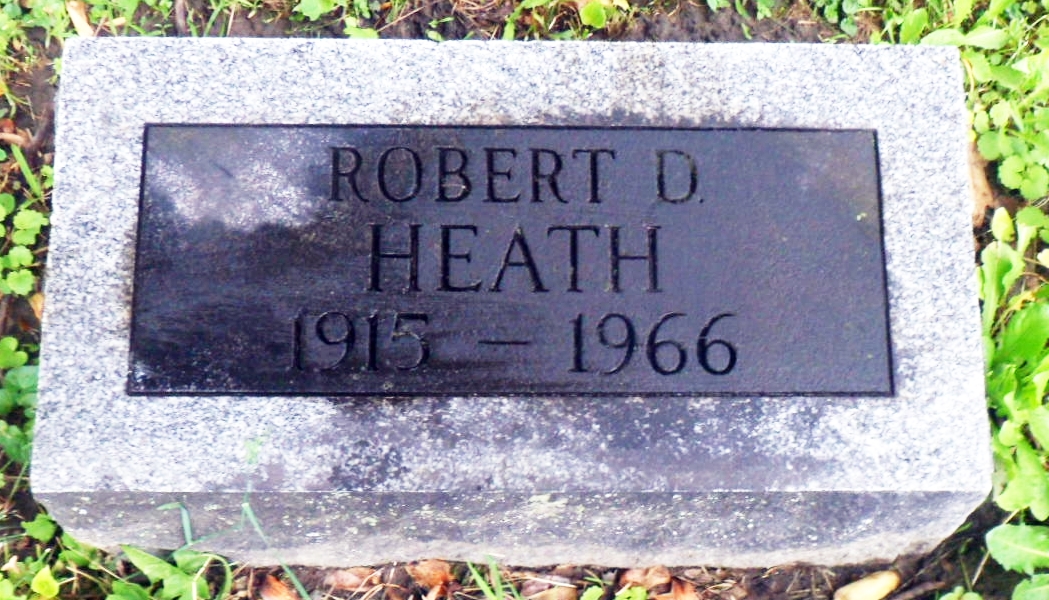 ROBERT D.
HEATH
1915 — 1966